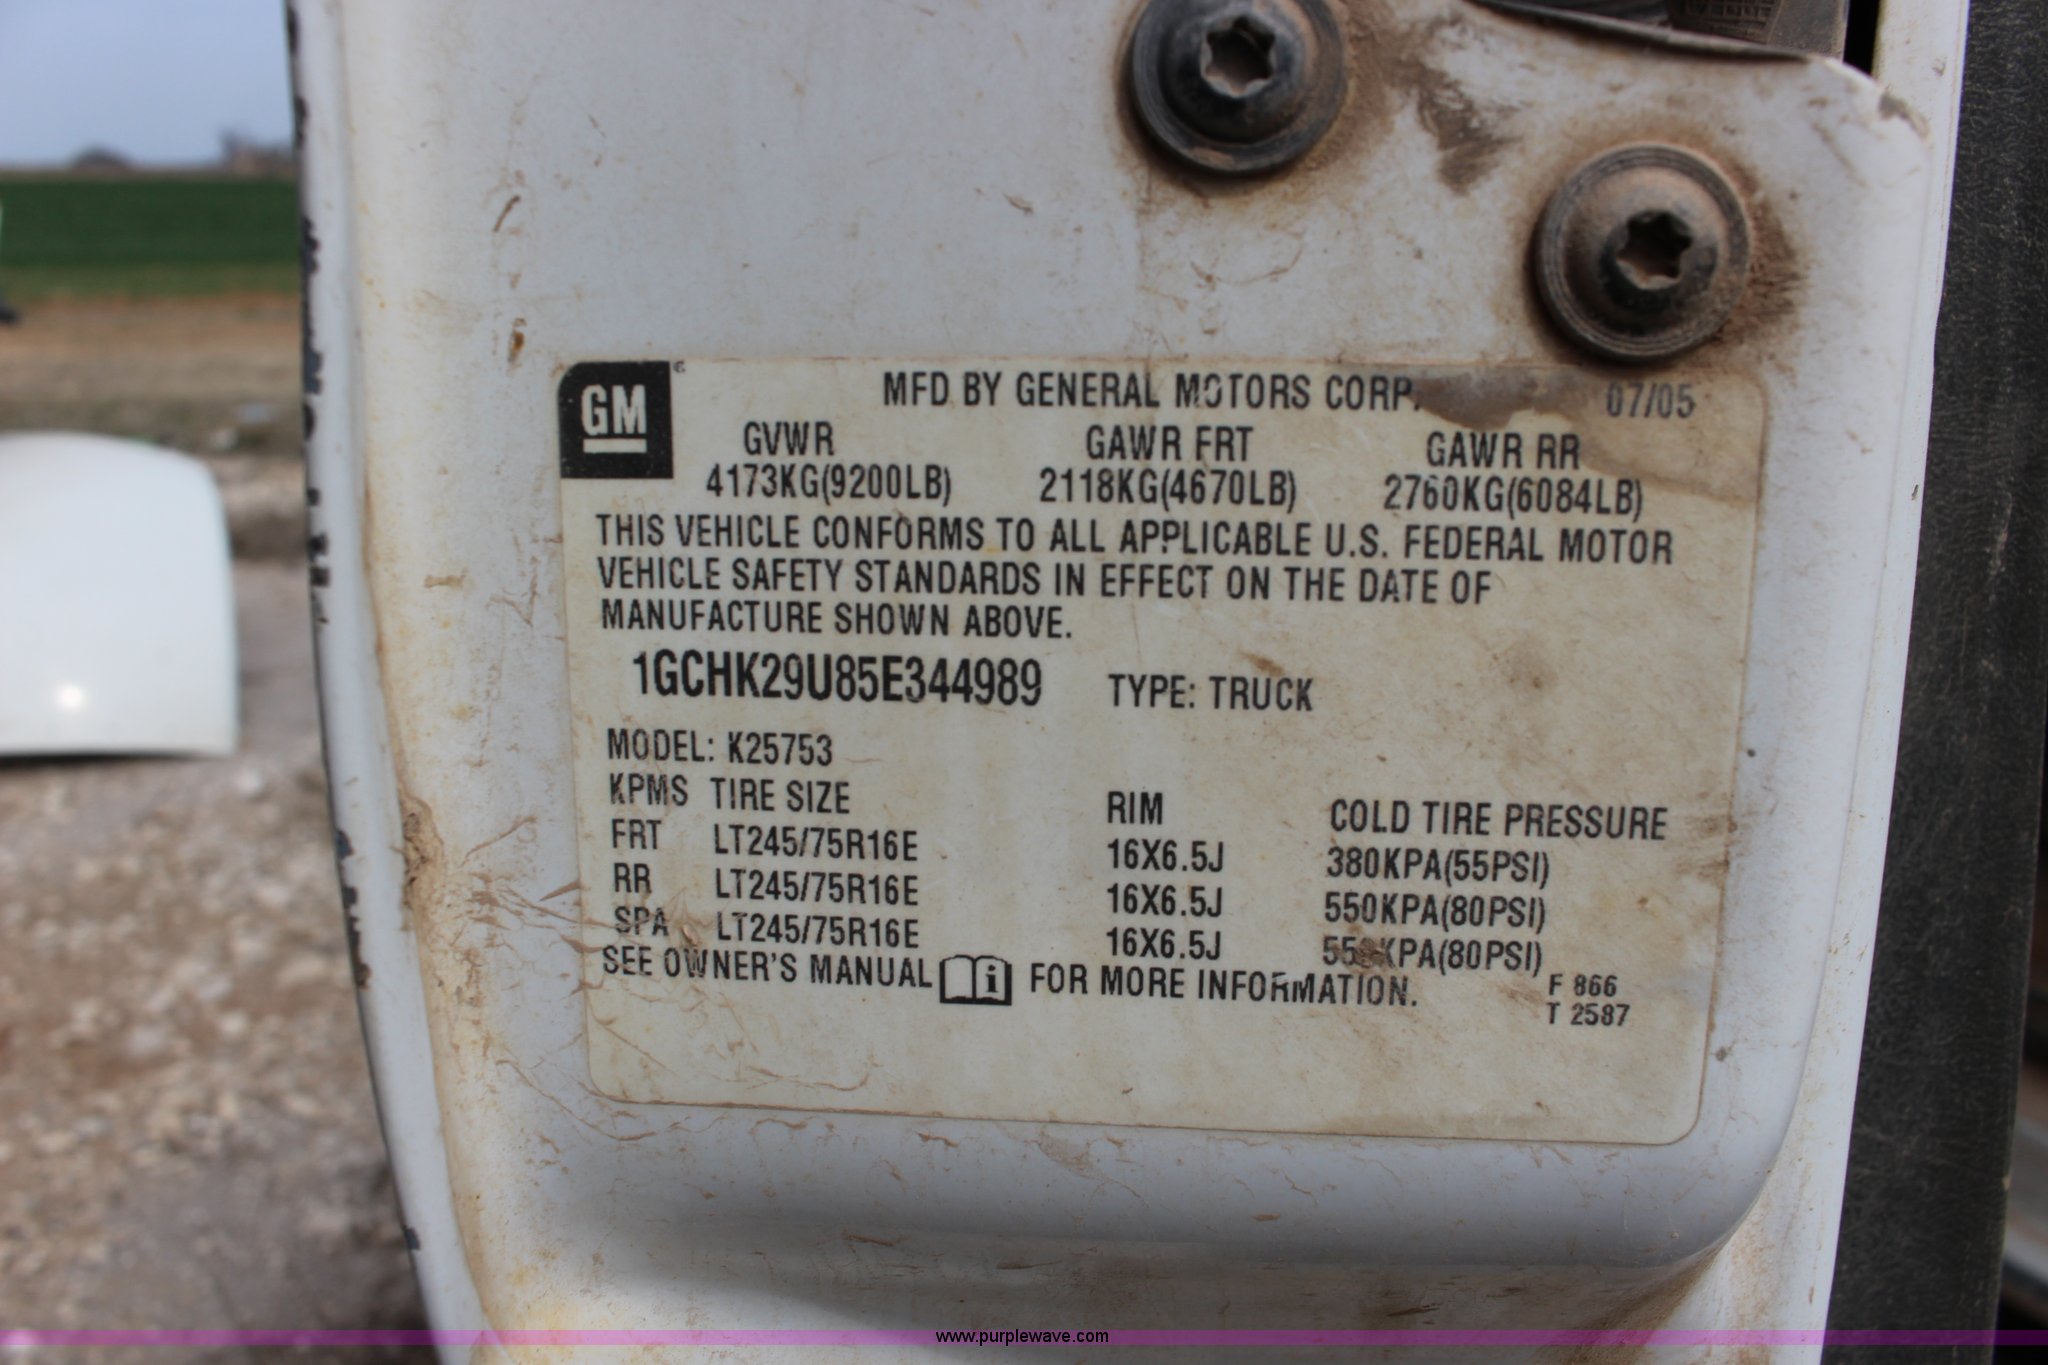 GM
MFD BY GENERAL MOTORS CORP. 07/05
GVWR GAWR FRT GAWR RR
4173KG(9200LB) 2118KG(4670LB) 2760KG(6084LB)
THIS VEHICLE CONFORMS TO ALL APPLICABLE U.S. FEDERAL MOTOR
VEHICLE SAFETY STANDARDS IN EFFECT ON THE DATE OF
MANUFACTURE SHOWN ABOVE.
1GCHK29U85E344989 TYPE: TRUCK
MODEL: K25753
KPMS TIRE SIZE RIM COLD TIRE PRESSURE
FRT LT245/75R16E 16X6.5J 380KPA(55PSI)
RR LT245/75R16E 16X6.5J 550KPA(80PSI)
SPA LT245/75R16E 16X6.5J 550KPA(80PSI)
SEE OWNER'S MANUAL i FOR MORE INFORMATION.
F 866
T 2587
www.purplewave.com